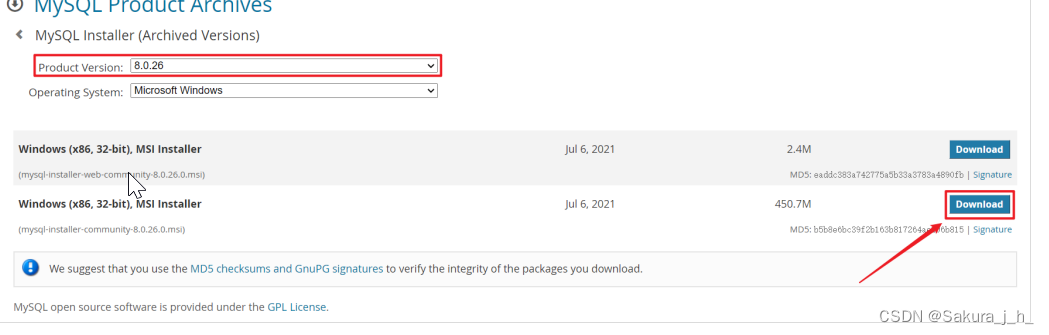 MySQL Product Archives
MySQL Installer (Archived Versions)
Product Version: 8.0.26
Operating System: Microsoft Windows
Windows (x86, 32-bit), MSI Installer Jul 6, 2021 2.4M Download
(mysql-installer-web-community-8.0.26.0.msi) MD5: eaddc383a742775a5b33a3783a4890fb | Signature
Windows (x86, 32-bit), MSI Installer Jul 6, 2021 450.7M Download
(mysql-installer-community-8.0.26.0.msi) MD5: | Signature
We suggest that you use the MD5 checksums and GnuPG signatures to verify the integrity of the packages you download.
MySQL open source software is provided under the GPL License.
CSDN @Sakura_j_h_